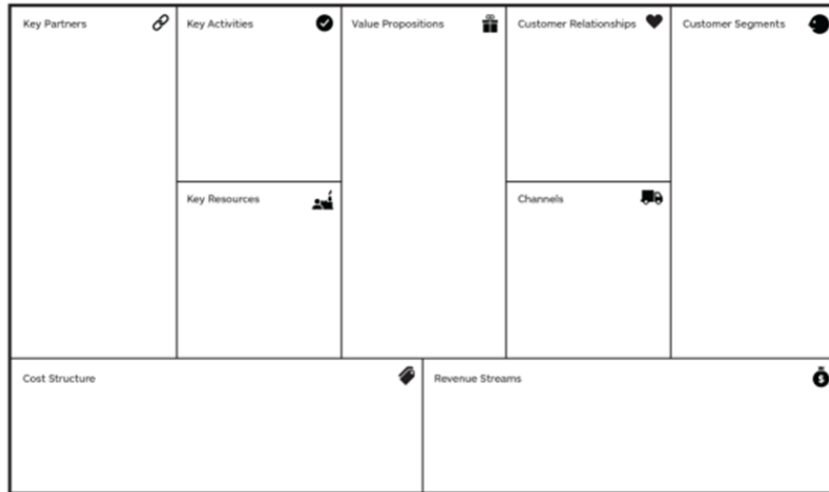 Key Partners
Key Activities
Value Propositions
Customer Relationships
Customer Segments
Key Resources
Channels
Cost Structure
Revenue Streams
$